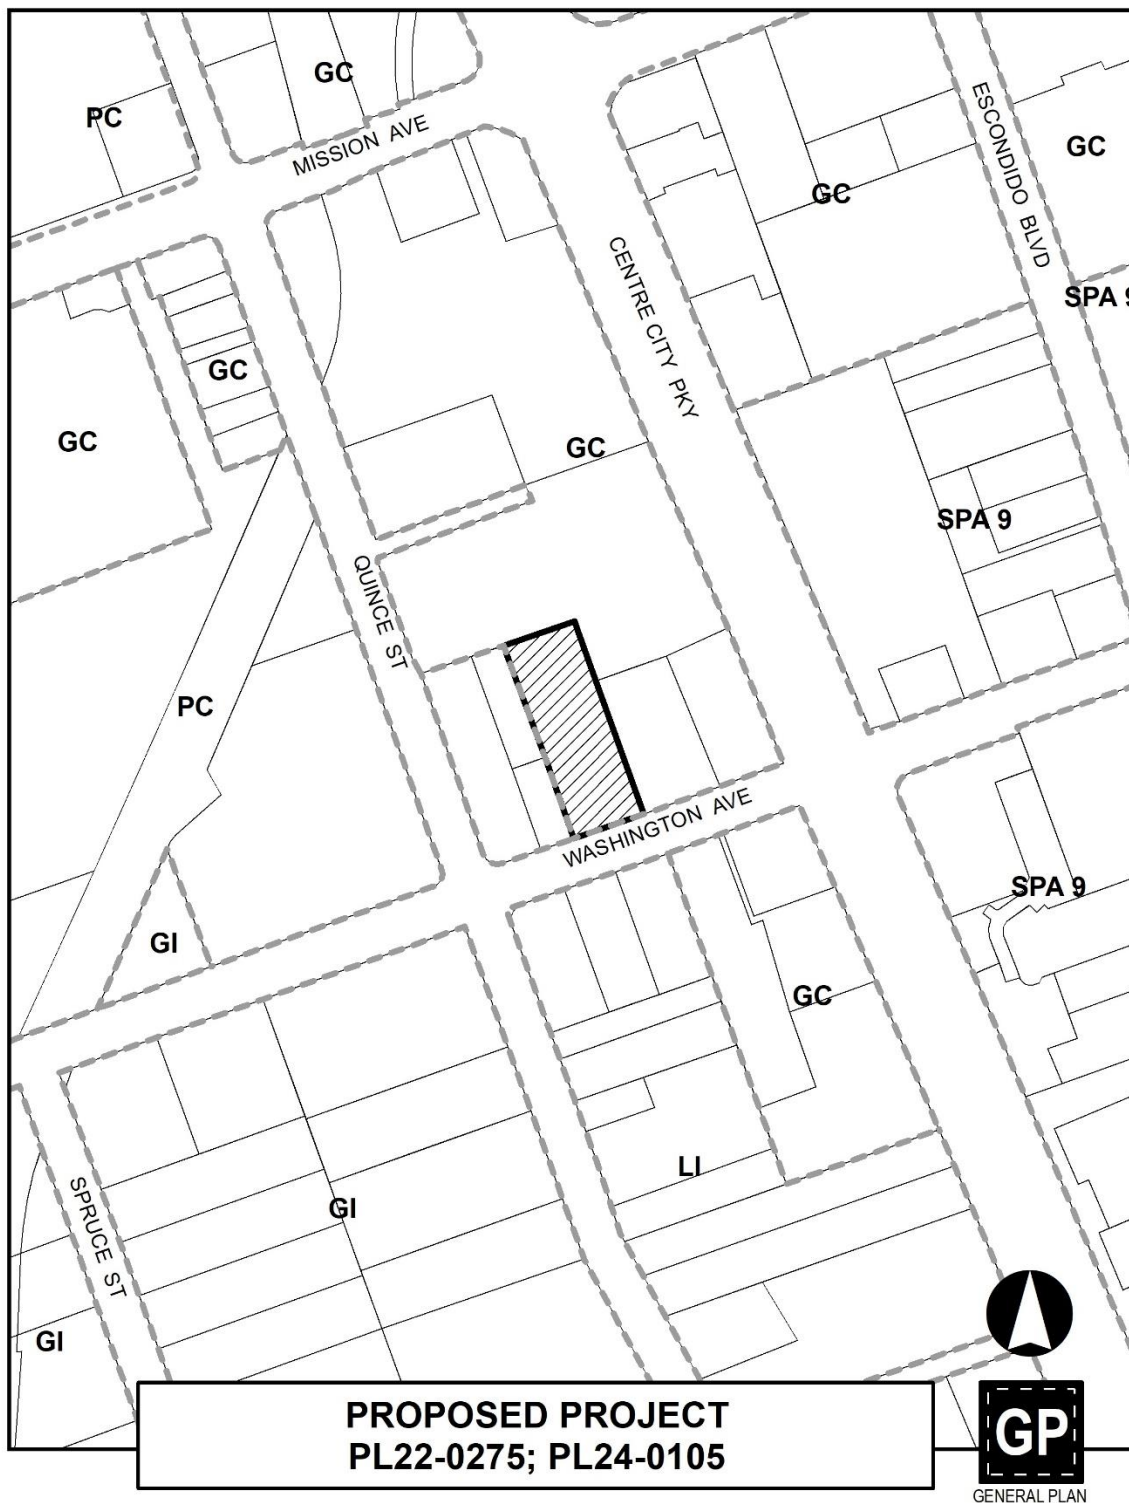 GC
PC
MISSION AVE
ESCONDIDO BLVD
GC
GC
CENTRE CITY PKY
SPA 9
GC
GC
GC
SPA 9
QUINCE ST
PC
WASHINGTON AVE
SPA 9
GI
GC
LI
SPRUCE ST
GI
GI
PROPOSED PROJECT
PL22-0275; PL24-0105
GP
GENERAL PLAN